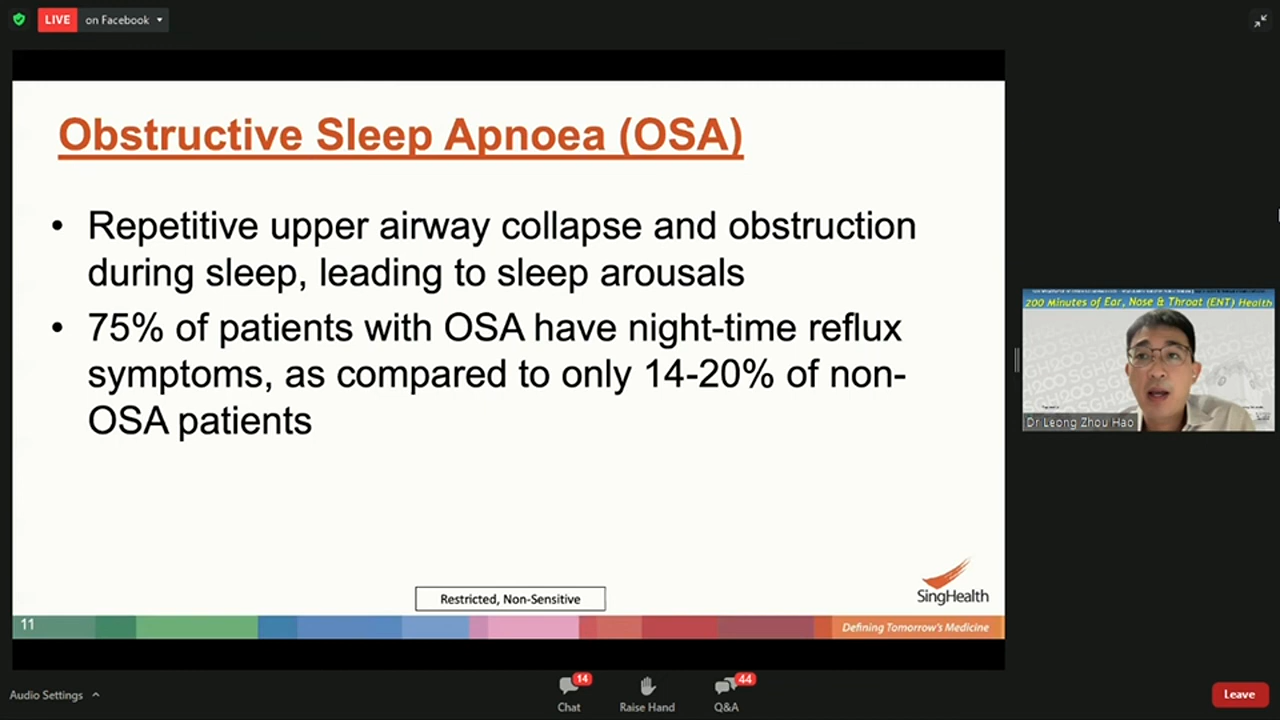 LIVE on Facebook
Obstructive Sleep Apnoea (OSA)
• Repetitive upper airway collapse and obstruction
during sleep, leading to sleep arousals
• 75% of patients with OSA have night-time reflux
symptoms, as compared to only 14-20% of non-
OSA patients
200 Minutes of Ear, Nose & Throat (ENT) Health
Dr Leong Zhou Hao
Restricted, Non-Sensitive
SingHealth
11
Defining Tomorrow's Medicine
Audio Settings
14
Chat
Raise Hand
44
Q&A
Leave